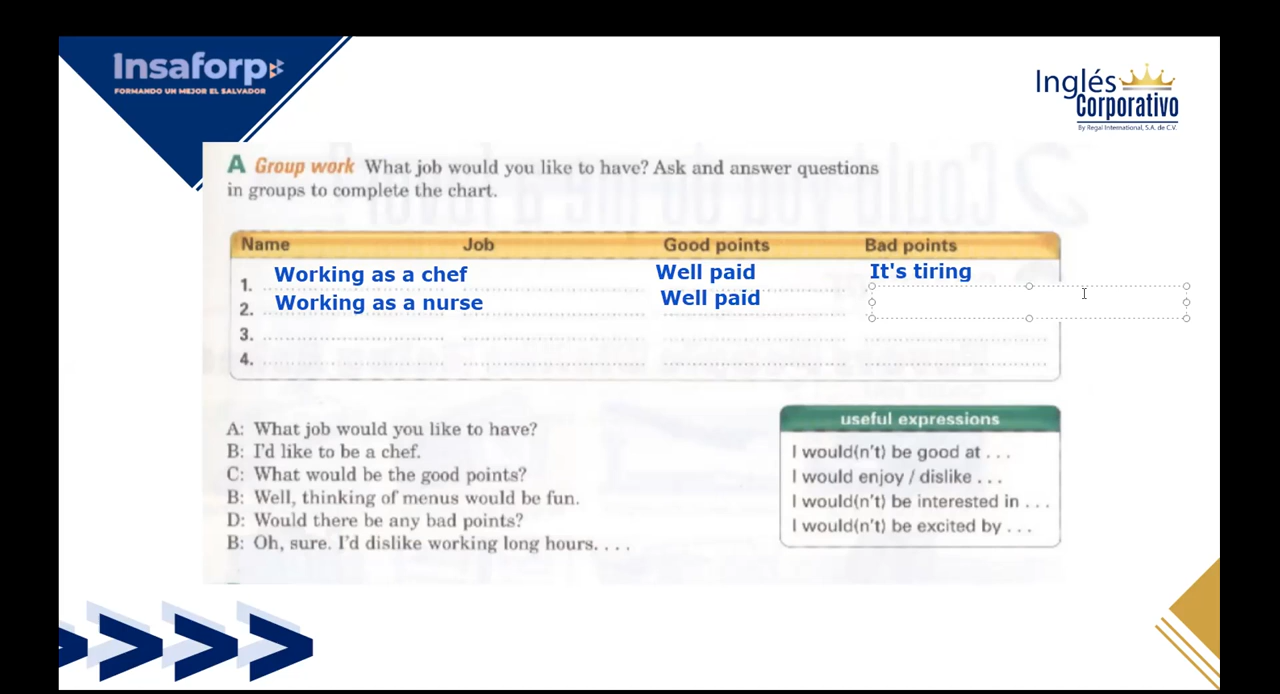 Insaforp
FORMANDO UN MEJOR EL SALVADOR
Inglés
Corporativo
By Regal International, S.A. de C.V.
A Group work What job would you like to have? Ask and answer questions
in groups to complete the chart.
Name Job Good points Bad points
1. Working as a chef Well paid It's tiring
2. Working as a nurse Well paid
3.
4.
A: What job would you like to have?
B: I'd like to be a chef.
C: What would be the good points?
B: Well, thinking of menus would be fun.
D: Would there be any bad points?
B: Oh, sure. I'd dislike working long hours. . . .
useful expressions
I would(n't) be good at . . .
I would enjoy / dislike . . .
I would(n't) be interested in . . .
I would(n't) be excited by . . .